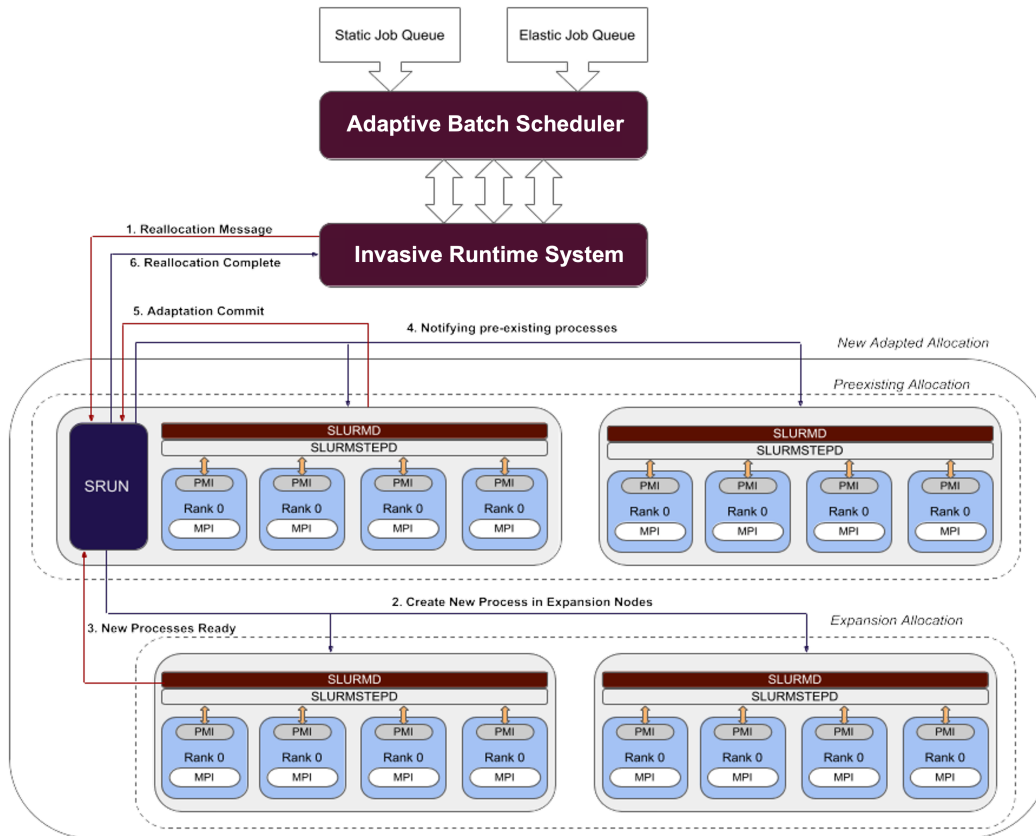 Static Job Queue
Elastic Job Queue
Adaptive Batch Scheduler
1. Reallocation Message
Invasive Runtime System
6. Reallocation Complete
5. Adaptation Commit
4. Notifying pre-existing processes
New Adapted Allocation
Preexisting Allocation
SRUN
SLURMD
SLURMSTEPD
PMI PMI PMI PMI
Rank 0 Rank 0 Rank 0 Rank 0
MPI MPI MPI MPI
SLURMD
SLURMSTEPD
PMI PMI PMI PMI
Rank 0 Rank 0 Rank 0 Rank 0
MPI MPI MPI MPI
2. Create New Process in Expansion Nodes
3. New Processes Ready
Expansion Allocation
SLURMD
SLURMSTEPD
PMI PMI PMI PMI
Rank 0 Rank 0 Rank 0 Rank 0
MPI MPI MPI MPI
SLURMD
SLURMSTEPD
PMI PMI PMI PMI
Rank 0 Rank 0 Rank 0 Rank 0
MPI MPI MPI MPI